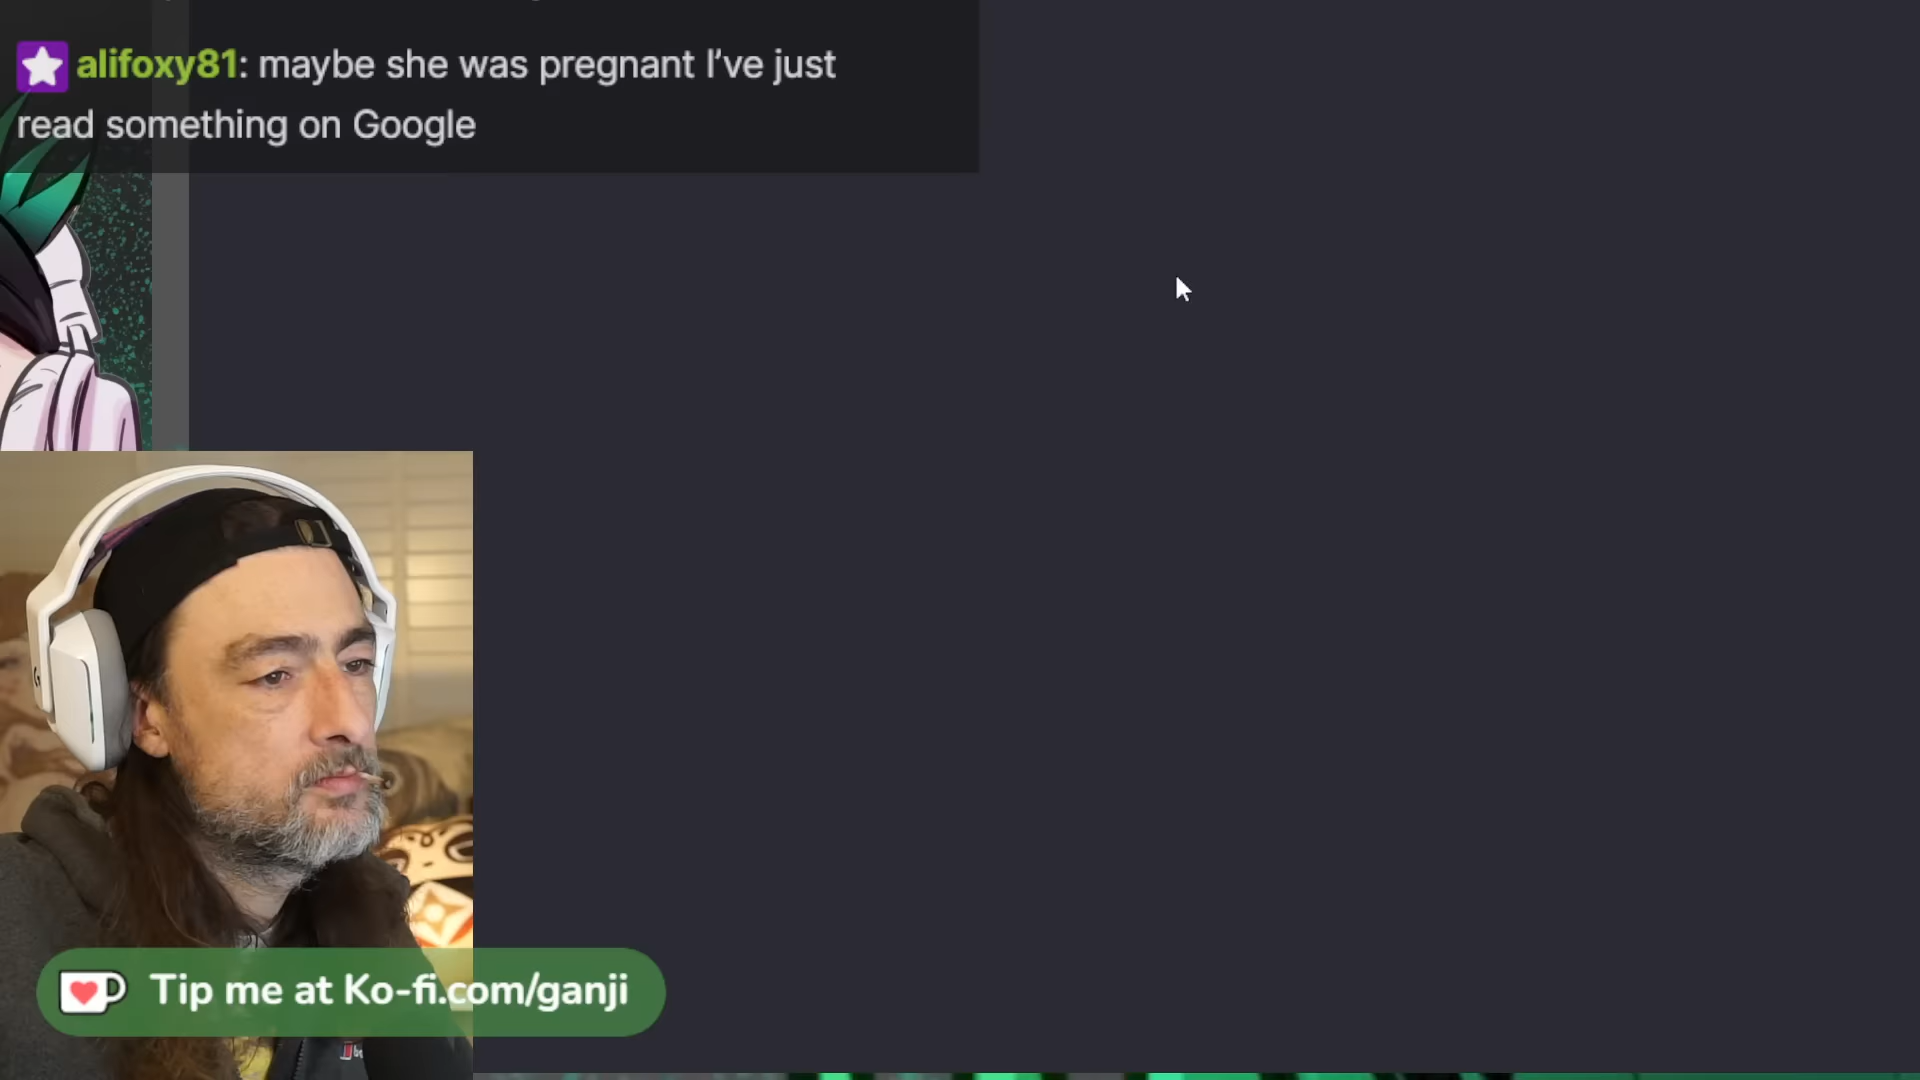 alifoxy81: maybe she was pregnant I've just
read something on Google
Tip me at Ko-fi.com/ganji